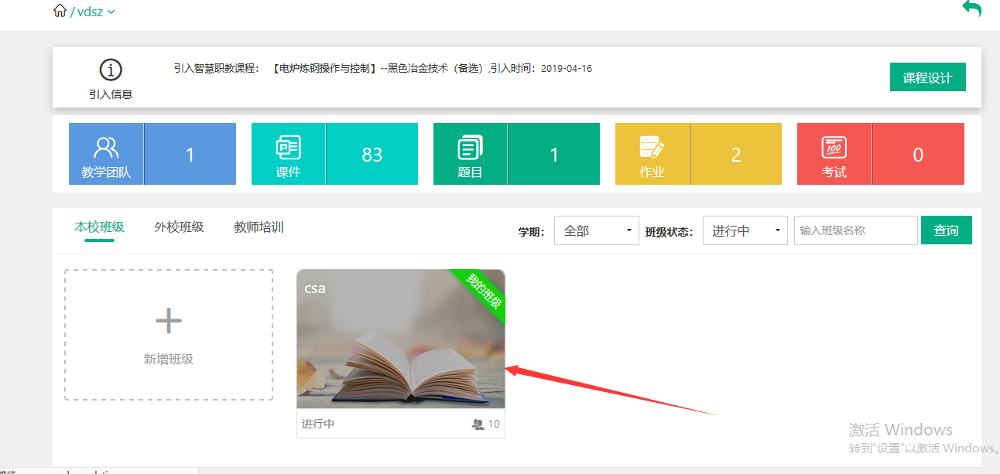 / vdsz
引入信息
引入智慧职教课程： 【电炉炼钢操作与控制】--黑色冶金技术（备选）,引入时间：2019-04-16
课程设计
教学团队 1
课件 83
题目 1
作业 2
100
考试 0
本校班级 外校班级 教师培训
学期： 全部 班级状态： 进行中 输入班级名称 查询
新增班级
csa
我的班级
进行中 10
激活 Windows
转到"设置"以激活 Windows。